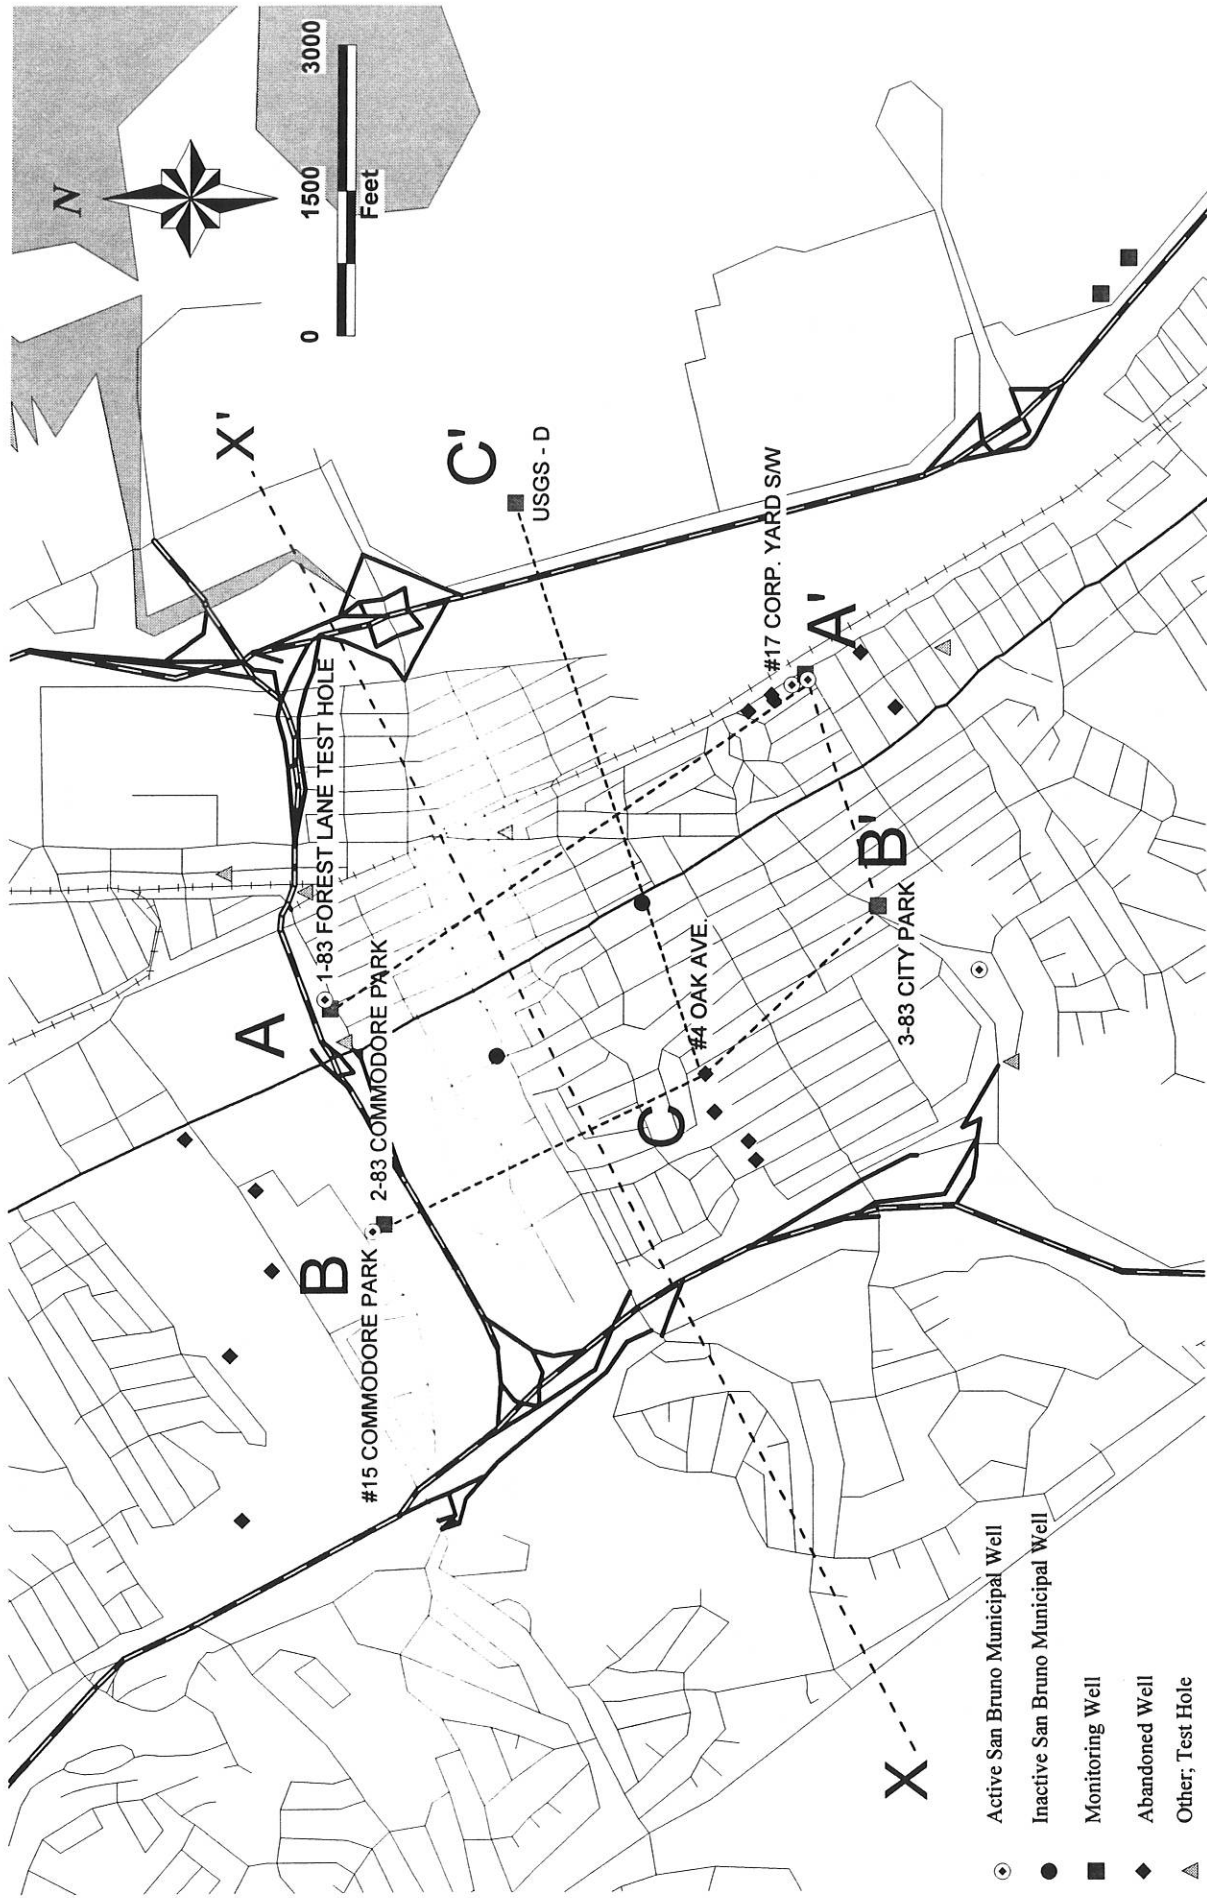 N
0 1500 3000
Feet
X'
C'
USGS - D
#17 CORP. YARD S/W
A'
1-83 FOREST LANE TEST HOLE
A
2-83 COMMODORE PARK
B
#15 COMMODORE PARK
#4 OAK AVE.
C
B'
3-83 CITY PARK
X
Active San Bruno Municipal Well
Inactive San Bruno Municipal Well
Monitoring Well
Abandoned Well
Other; Test Hole